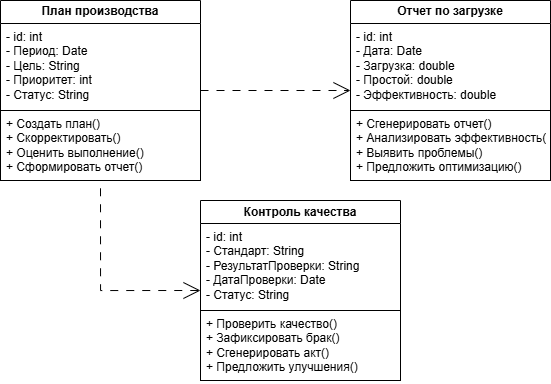 План производства
- id: int
- Период: Date
- Цель: String
- Приоритет: int
- Статус: String
+ Создать план()
+ Скорректировать()
+ Оценить выполнение()
+ Сформировать отчет()
Отчет по загрузке
- id: int
- Дата: Date
- Загрузка: double
- Простой: double
- Эффективность: double
+ Сгенерировать отчет()
+ Анализировать эффективность(
+ Выявить проблемы()
+ Предложить оптимизацию()
Контроль качества
- id: int
- Стандарт: String
- РезультатПроверки: String
- ДатаПроверки: Date
- Статус: String
+ Проверить качество()
+ Зафиксировать брак()
+ Сгенерировать акт()
+ Предложить улучшения()